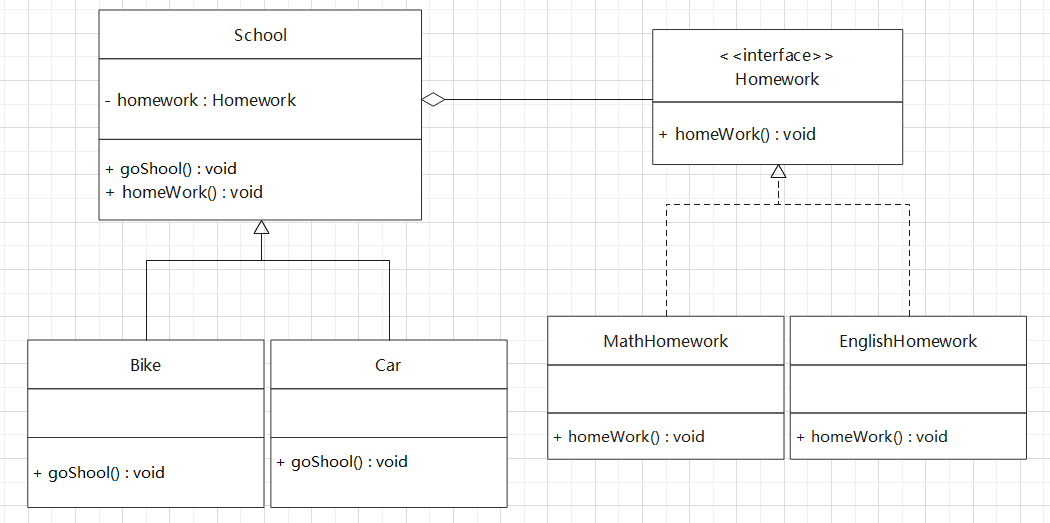 School
- homework : Homework
+ goShool() : void
+ homeWork() : void
<<interface>>
Homework
+ homeWork() : void
Bike
+ goShool() : void
Car
+ goShool() : void
MathHomework
+ homeWork() : void
EnglishHomework
+ homeWork() : void